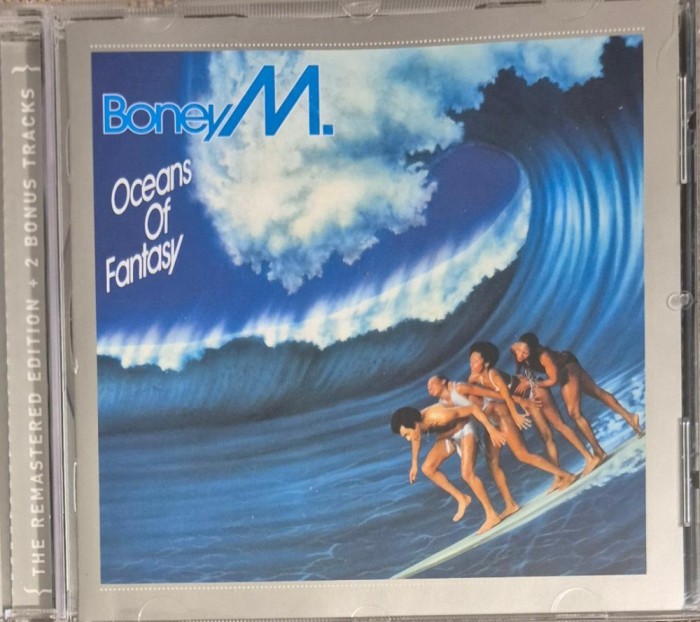 Boney M.
Oceans
Of
Fantasy
{ THE REMASTERED EDITION + 2 BONUS TRACKS }